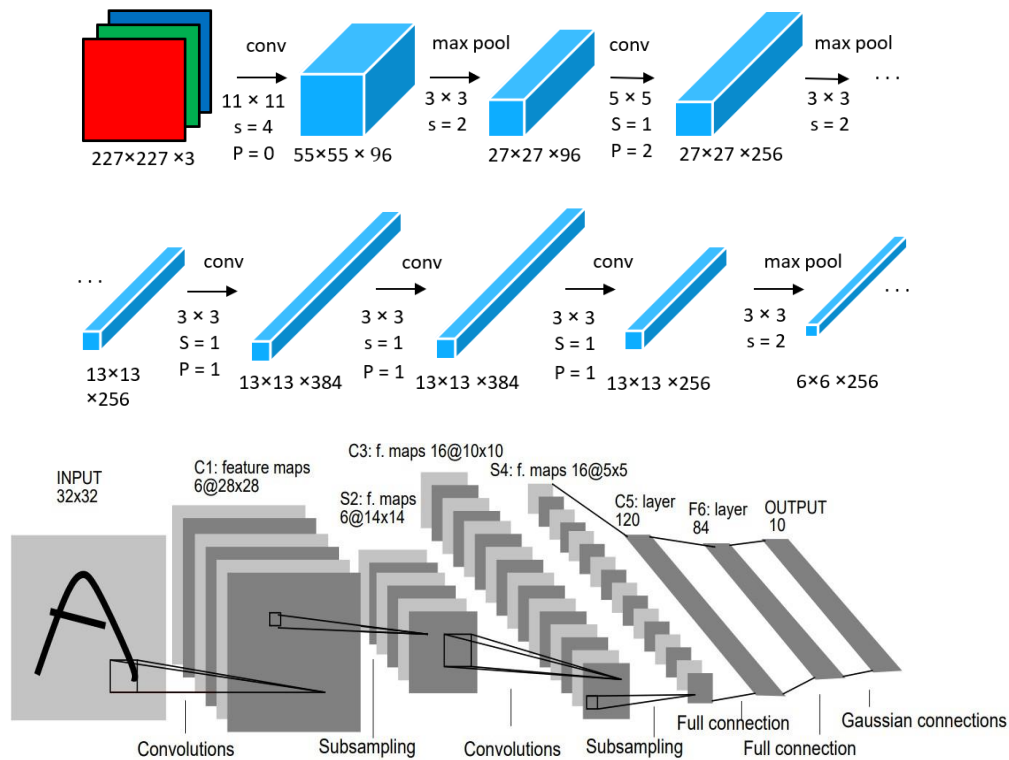 conv
max pool
conv
max pool
11 × 11
s = 4
P = 0
3 × 3
s = 2
5 × 5
S = 1
P = 2
3 × 3
s = 2
. . .
227×227 ×3
55×55 × 96
27×27 ×96
27×27 ×256
. . .
conv
conv
conv
max pool
. . .
3 × 3
S = 1
P = 1
3 × 3
s = 1
P = 1
3 × 3
S = 1
P = 1
3 × 3
s = 2
13×13
×256
13×13 ×384
13×13 ×384
13×13 ×256
6×6 ×256
INPUT
32x32
C1: feature maps
6@28x28
S2: f. maps
6@14x14
C3: f. maps 16@10x10
S4: f. maps 16@5x5
C5: layer
120
F6: layer
84
OUTPUT
10
A
Convolutions
Subsampling
Convolutions
Subsampling
Full connection
Full connection
Gaussian connections